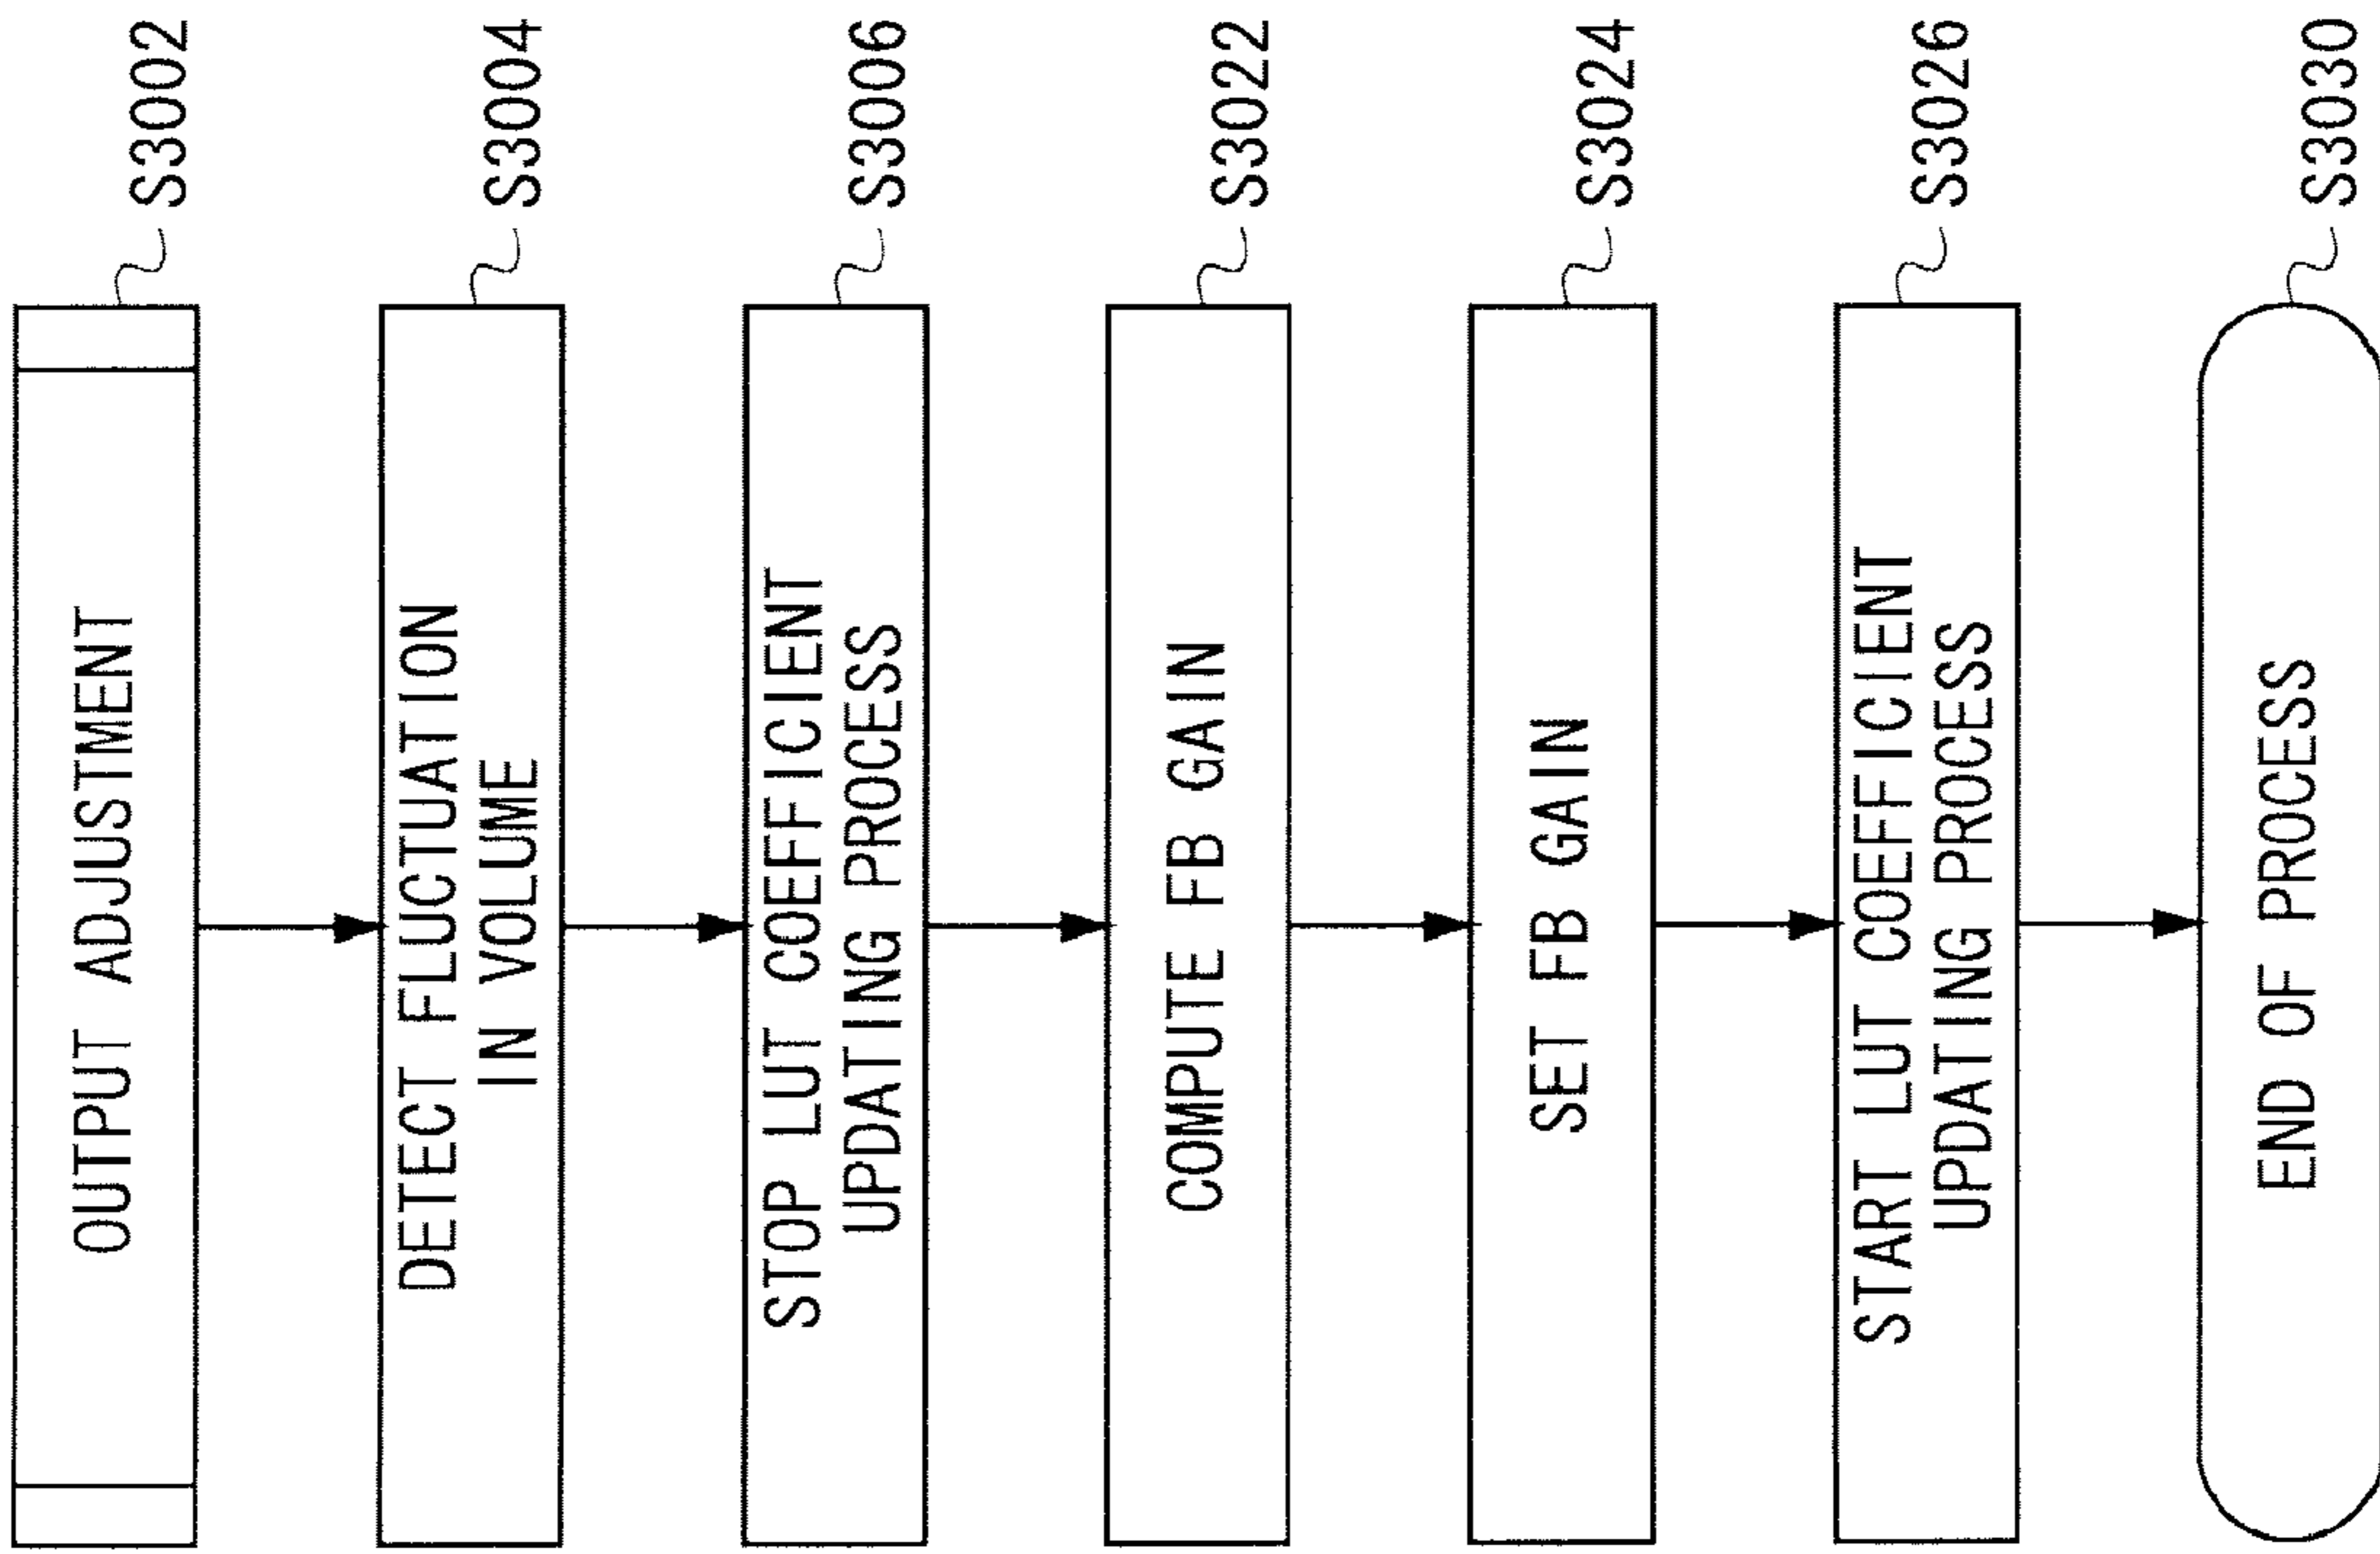 OUTPUT ADJUSTMENT
S3002
DETECT FLUCTUATION
IN VOLUME
S3004
STOP LUT COEFFICIENT
UPDATING PROCESS
S3006
COMPUTE FB GAIN
S3022
SET FB GAIN
S3024
START LUT COEFFICIENT
UPDATING PROCESS
S3026
END OF PROCESS
S3030